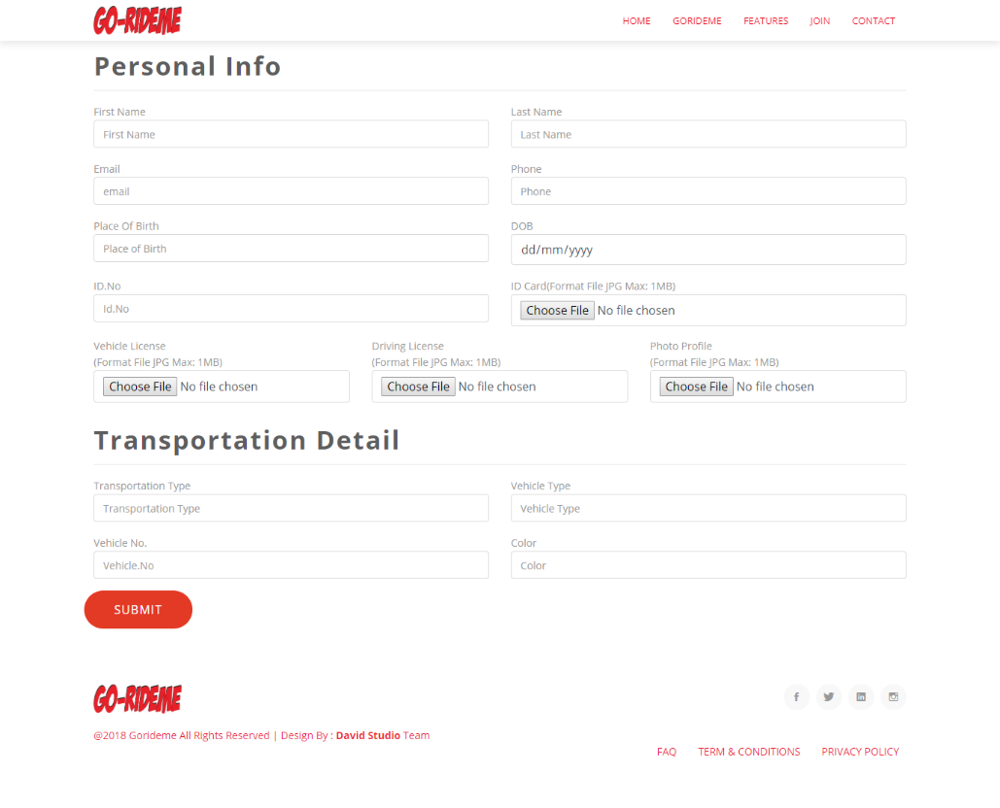 GO-RIDEME
HOME GORIDEME FEATURES JOIN CONTACT
Personal Info
First Name Last Name
First Name Last Name
Email Phone
email Phone
Place Of Birth DOB
Place of Birth dd/mm/yyyy
ID.No ID Card(Format File JPG Max: 1MB)
Id.No Choose File No file chosen
Vehicle License Driving License Photo Profile
(Format File JPG Max: 1MB) (Format File JPG Max: 1MB) (Format File JPG Max: 1MB)
Choose File No file chosen Choose File No file chosen Choose File No file chosen
Transportation Detail
Transportation Type Vehicle Type
Transportation Type Vehicle Type
Vehicle No. Color
Vehicle.No Color
SUBMIT
GO-RIDEME
@2018 Gorideme All Rights Reserved | Design By : David Studio Team
FAQ TERM & CONDITIONS PRIVACY POLICY